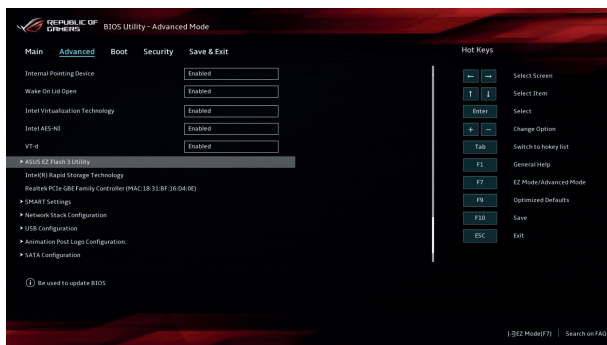 REPUBLIC OF
GAMERS
BIOS Utility - Advanced Mode
Main Advanced Boot Security Save & Exit
Hot Keys
Internal Pointing Device Enabled
Wake On Lid Open Enabled
Intel Virtualization Technology Enabled
Intel AES-NI Enabled
VT-d Enabled
> ASUS EZ Flash 3 Utility
Intel(R) Rapid Storage Technology
Realtek PCIe GBE Family Controller (MAC:18:31:BF:16:D4:0E)
> SMART Settings
> Network Stack Configuration
> USB Configuration
> Animation Post Logo Configuration.
> SATA Configuration
← → Select Screen
↑ ↓ Select Item
Enter Select
+ − Change Option
Tab Switch to hokey list
F1 General Help
F7 EZ Mode/Advanced Mode
F9 Optimized Defaults
F10 Save
ESC Exit
i Be used to update BIOS
EZ Mode(F7) | Search on FAQ